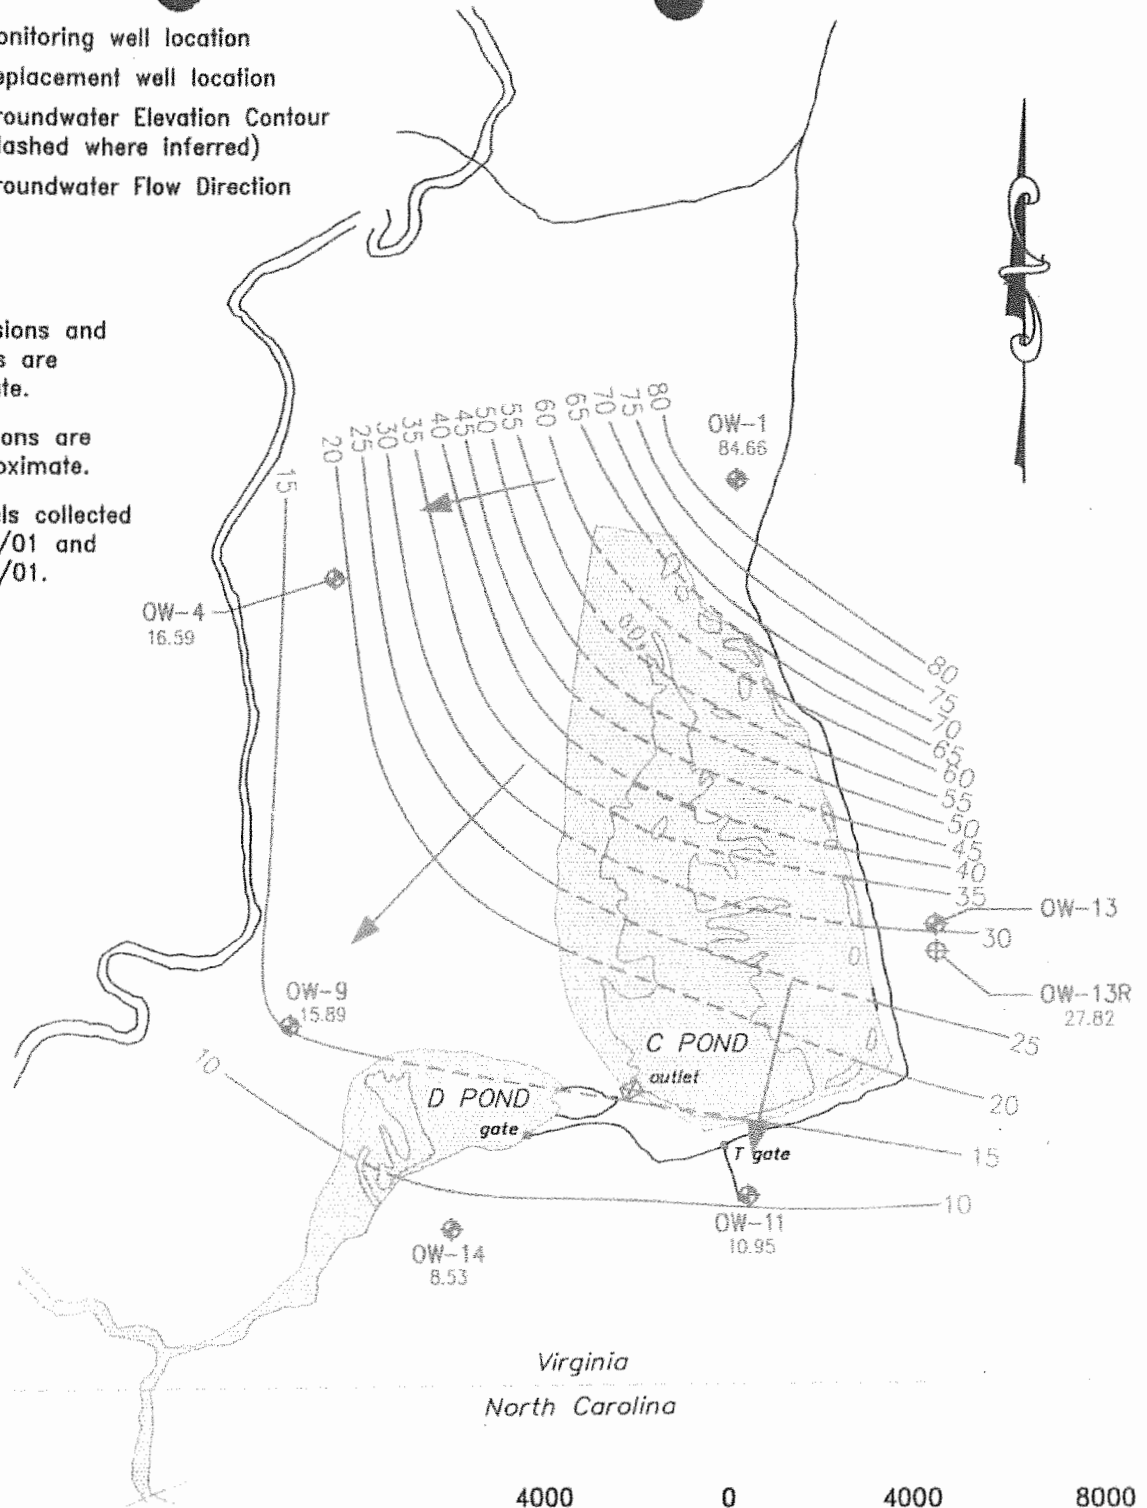 onitoring well location
eplacement well location
roundwater Elevation Contour
lashed where inferred)
roundwater Flow Direction
sions and
s are
te.
ons are
oximate.
ls collected
/01 and
/01.
20
25
30
35
40
45
50
55
60
65
70
75
80
15
OW-1
84.66
OW-4
16.59
80
75
70
65
60
55
50
45
40
35
30
OW-13
OW-13R
27.82
OW-9
15.89
25
20
15
10
10
C POND
outlet
D POND
gate
T gate
OW-11
10.95
OW-14
8.53
Virginia
North Carolina
4000 0 4000 8000